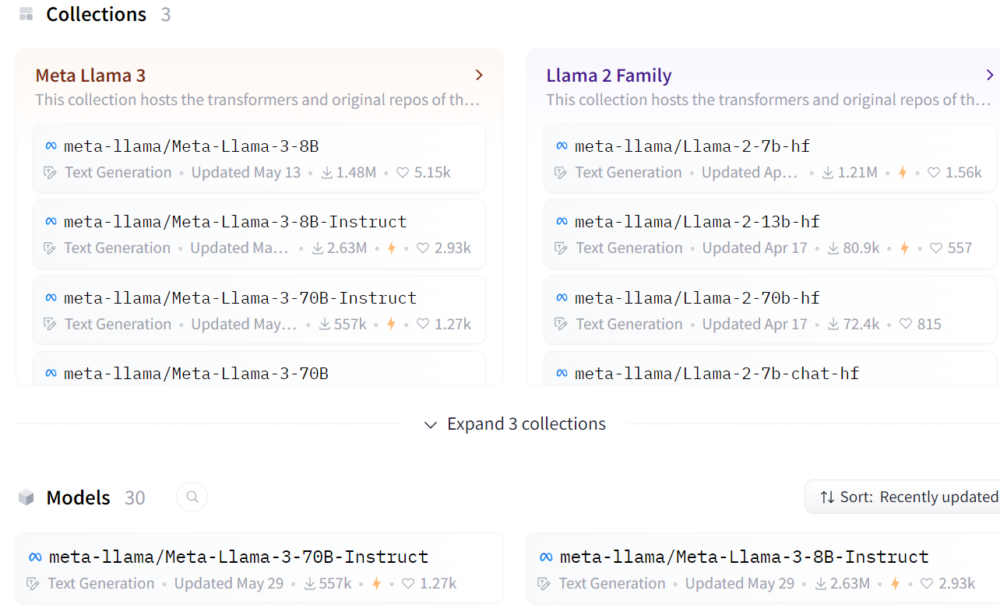 Collections 3
Meta Llama 3
This collection hosts the transformers and original repos of th…
meta-llama/Meta-Llama-3-8B
Text Generation • Updated May 13 • 1.48M • 5.15k
meta-llama/Meta-Llama-3-8B-Instruct
Text Generation • Updated Ma… • 2.63M • • 2.93k
meta-llama/Meta-Llama-3-70B-Instruct
Text Generation • Updated May… • 557k • • 1.27k
meta-llama/Meta-Llama-3-70B
Llama 2 Family
This collection hosts the transformers and original repos of th…
meta-llama/Llama-2-7b-hf
Text Generation • Updated Ap… • 1.21M • • 1.56k
meta-llama/Llama-2-13b-hf
Text Generation • Updated Apr 17 • 80.9k • • 557
meta-llama/Llama-2-70b-hf
Text Generation • Updated Apr 17 • 72.4k • 815
meta-llama/Llama-2-7b-chat-hf
Expand 3 collections
Models 30
Sort: Recently updated
meta-llama/Meta-Llama-3-70B-Instruct
Text Generation • Updated May 29 • 557k • • 1.27k
meta-llama/Meta-Llama-3-8B-Instruct
Text Generation • Updated May 29 • 2.63M • • 2.93k